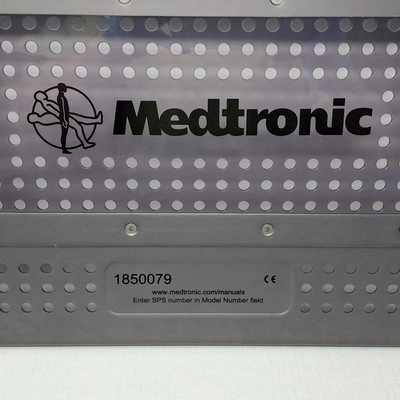 Medtronic
1850079 CE
www.medtronic.com/manuals
Enter SPS number in Model Number field